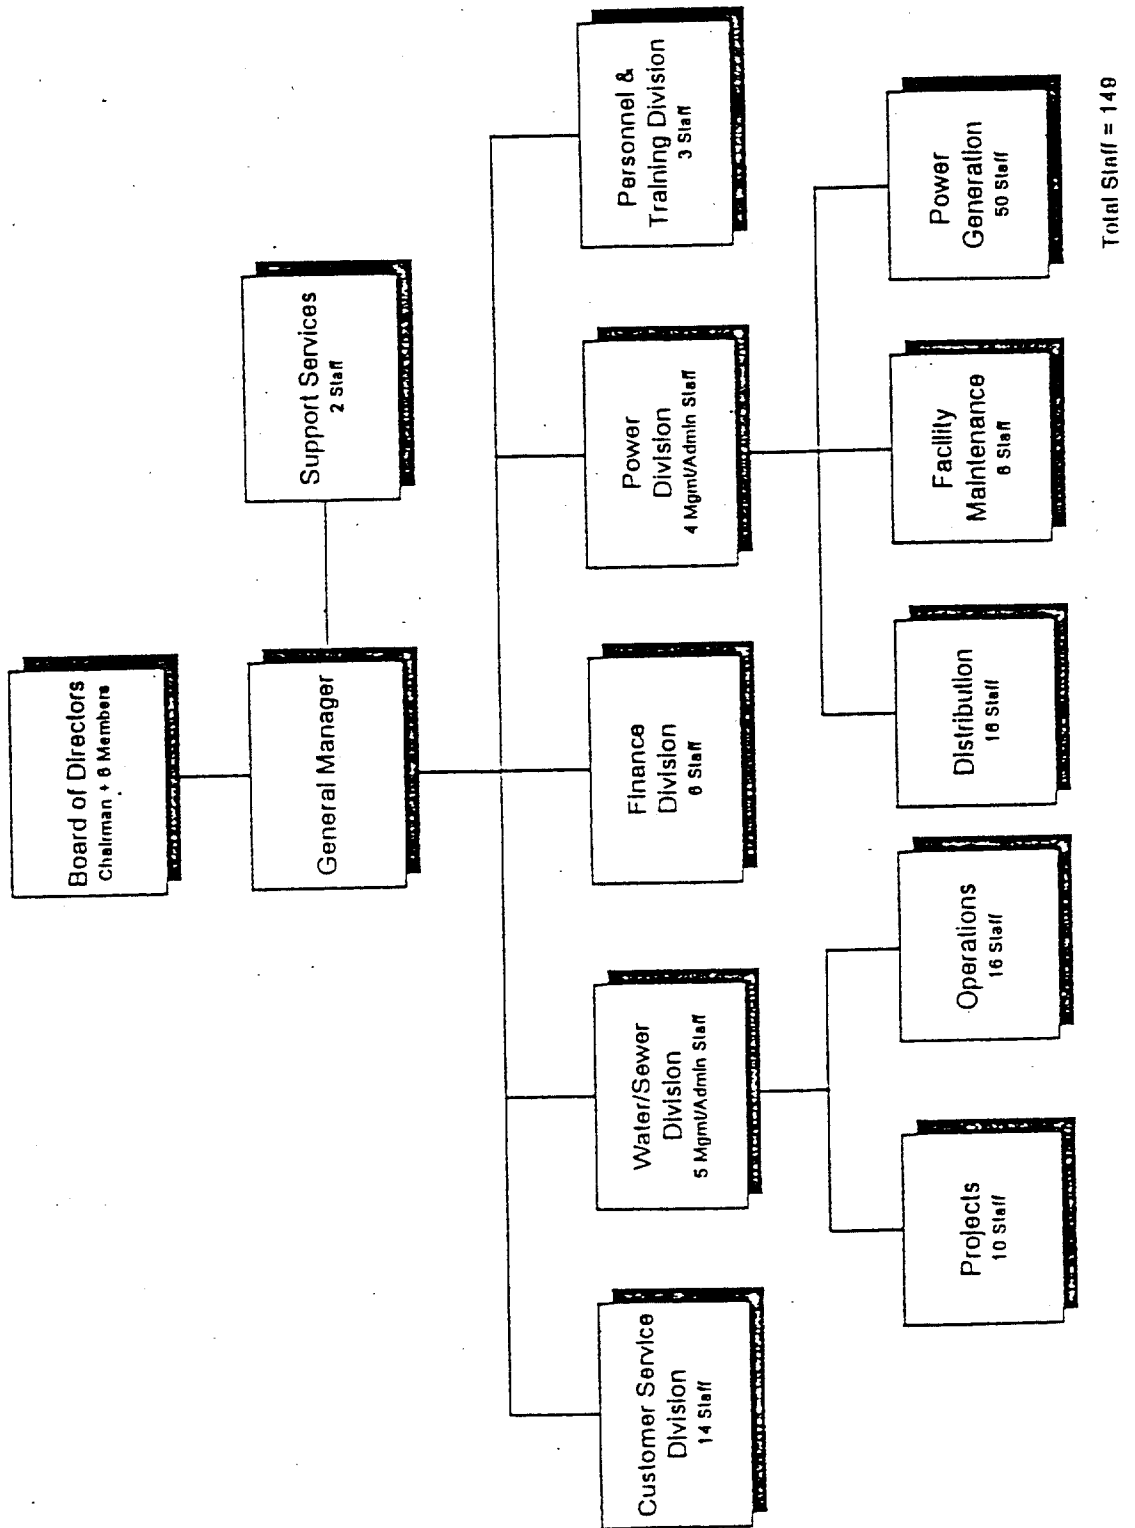 Board of Directors
Chairman + 6 Members
General Manager
Support Services
2 Staff
Customer Service
Division
14 Staff
Water/Sewer
Division
5 Mgmt/Admin Staff
Finance
Division
6 Staff
Power
Division
4 Mgmt/Admin Staff
Personnel &
Training Division
3 Staff
Projects
10 Staff
Operations
16 Staff
Distribution
16 Staff
Facility
Maintenance
6 Staff
Power
Generation
50 Staff
Total Staff = 149